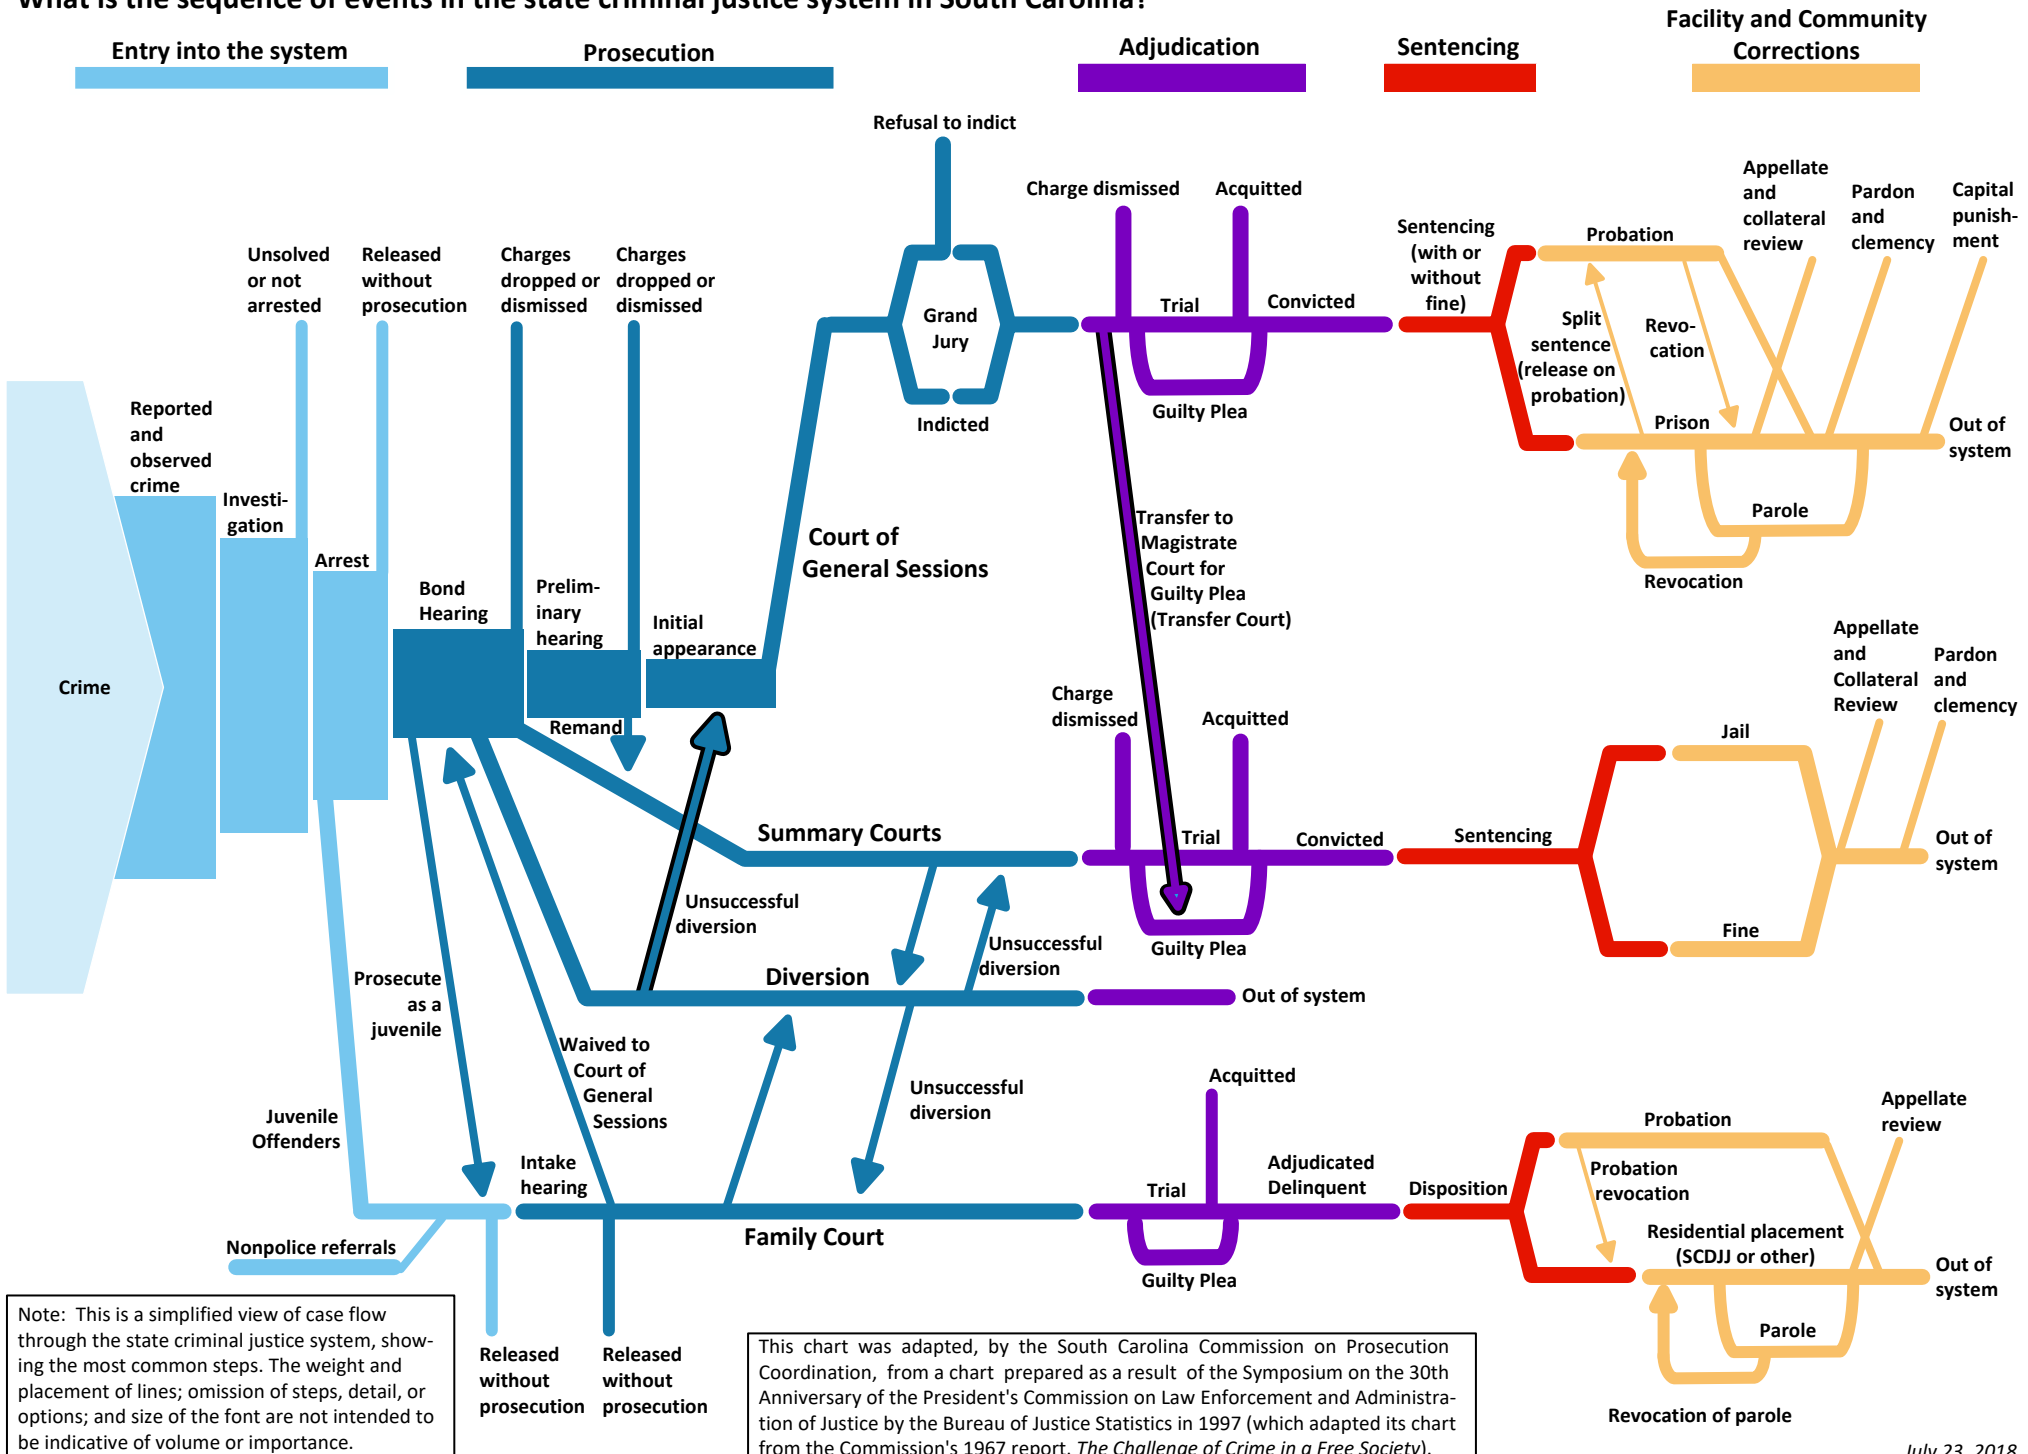 What is the sequence of events in the state criminal justice system in South Carolina?
Entry into the system
Prosecution
Adjudication
Sentencing
Facility and Community
Corrections
Refusal to indict
Charge dismissed
Acquitted
Appellate
and
collateral
review
Pardon
and
clemency
Capital
punish-
ment
Unsolved
or not
arrested
Released
without
prosecution
Charges
dropped or
dismissed
Charges
dropped or
dismissed
Grand
Jury
Indicted
Trial
Convicted
Guilty Plea
Sentencing
(with or
without
fine)
Probation
Split
sentence
(release on
probation)
Revo-
cation
Prison
Out of
system
Parole
Revocation
Reported
and
observed
crime
Investi-
gation
Arrest
Bond
Hearing
Prelim-
inary
hearing
Initial
appearance
Court of
General Sessions
Transfer to
Magistrate
Court for
Guilty Plea
(Transfer Court)
Crime
Remand
Charge
dismissed
Acquitted
Appellate
and
Collateral
Review
Pardon
and
clemency
Summary Courts
Trial
Convicted
Guilty Plea
Sentencing
Jail
Fine
Out of
system
Unsuccessful
diversion
Unsuccessful
diversion
Diversion
Out of system
Prosecute
as a
juvenile
Waived to
Court of
General
Sessions
Unsuccessful
diversion
Juvenile
Offenders
Intake
hearing
Nonpolice referrals
Family Court
Acquitted
Trial
Adjudicated
Delinquent
Guilty Plea
Disposition
Probation
Probation
revocation
Residential placement
(SCDJJ or other)
Appellate
review
Out of
system
Parole
Revocation of parole
Released
without
prosecution
Released
without
prosecution
Note: This is a simplified view of case flow
through the state criminal justice system, show-
ing the most common steps. The weight and
placement of lines; omission of steps, detail, or
options; and size of the font are not intended to
be indicative of volume or importance.
This chart was adapted, by the South Carolina Commission on Prosecution
Coordination, from a chart prepared as a result of the Symposium on the 30th
Anniversary of the President's Commission on Law Enforcement and Administra-
tion of Justice by the Bureau of Justice Statistics in 1997 (which adapted its chart
from the Commission's 1967 report, The Challenge of Crime in a Free Society).
July 23, 2018